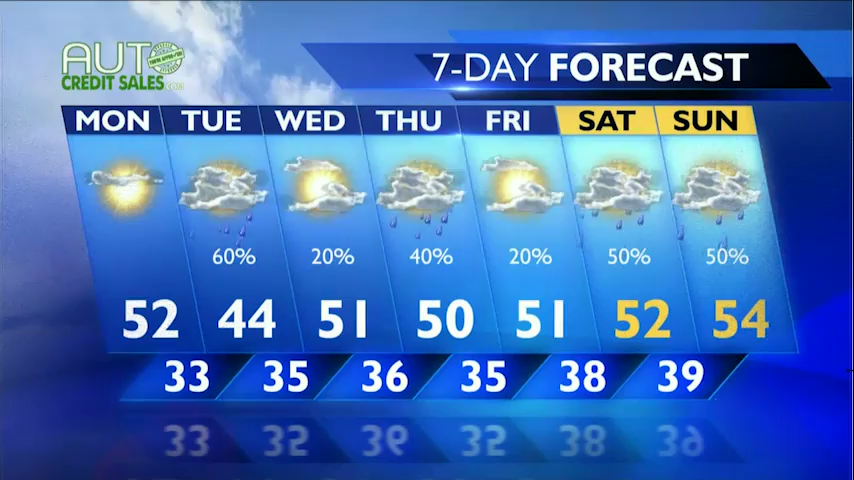 AUTO
CREDIT SALES.com
7-DAY FORECAST
MON TUE WED THU FRI SAT SUN
60% 20% 40% 20% 50% 50%
52 44 51 50 51 52 54
33 35 36 35 38 39